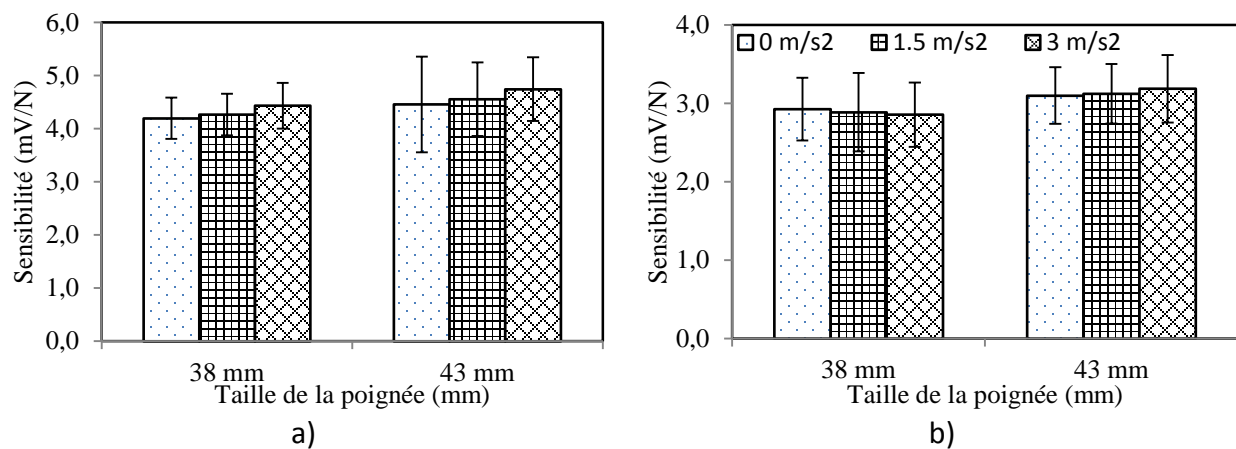 Sensibilité (mV/N)
6,0
5,0
4,0
3,0
2,0
1,0
0,0
38 mm
43 mm
Taille de la poignée (mm)
a)
Sensibilité (mV/N)
4,0
3,0
2,0
1,0
0,0
0 m/s2 1.5 m/s2 3 m/s2
38 mm
43 mm
Taille de la poignée (mm)
b)